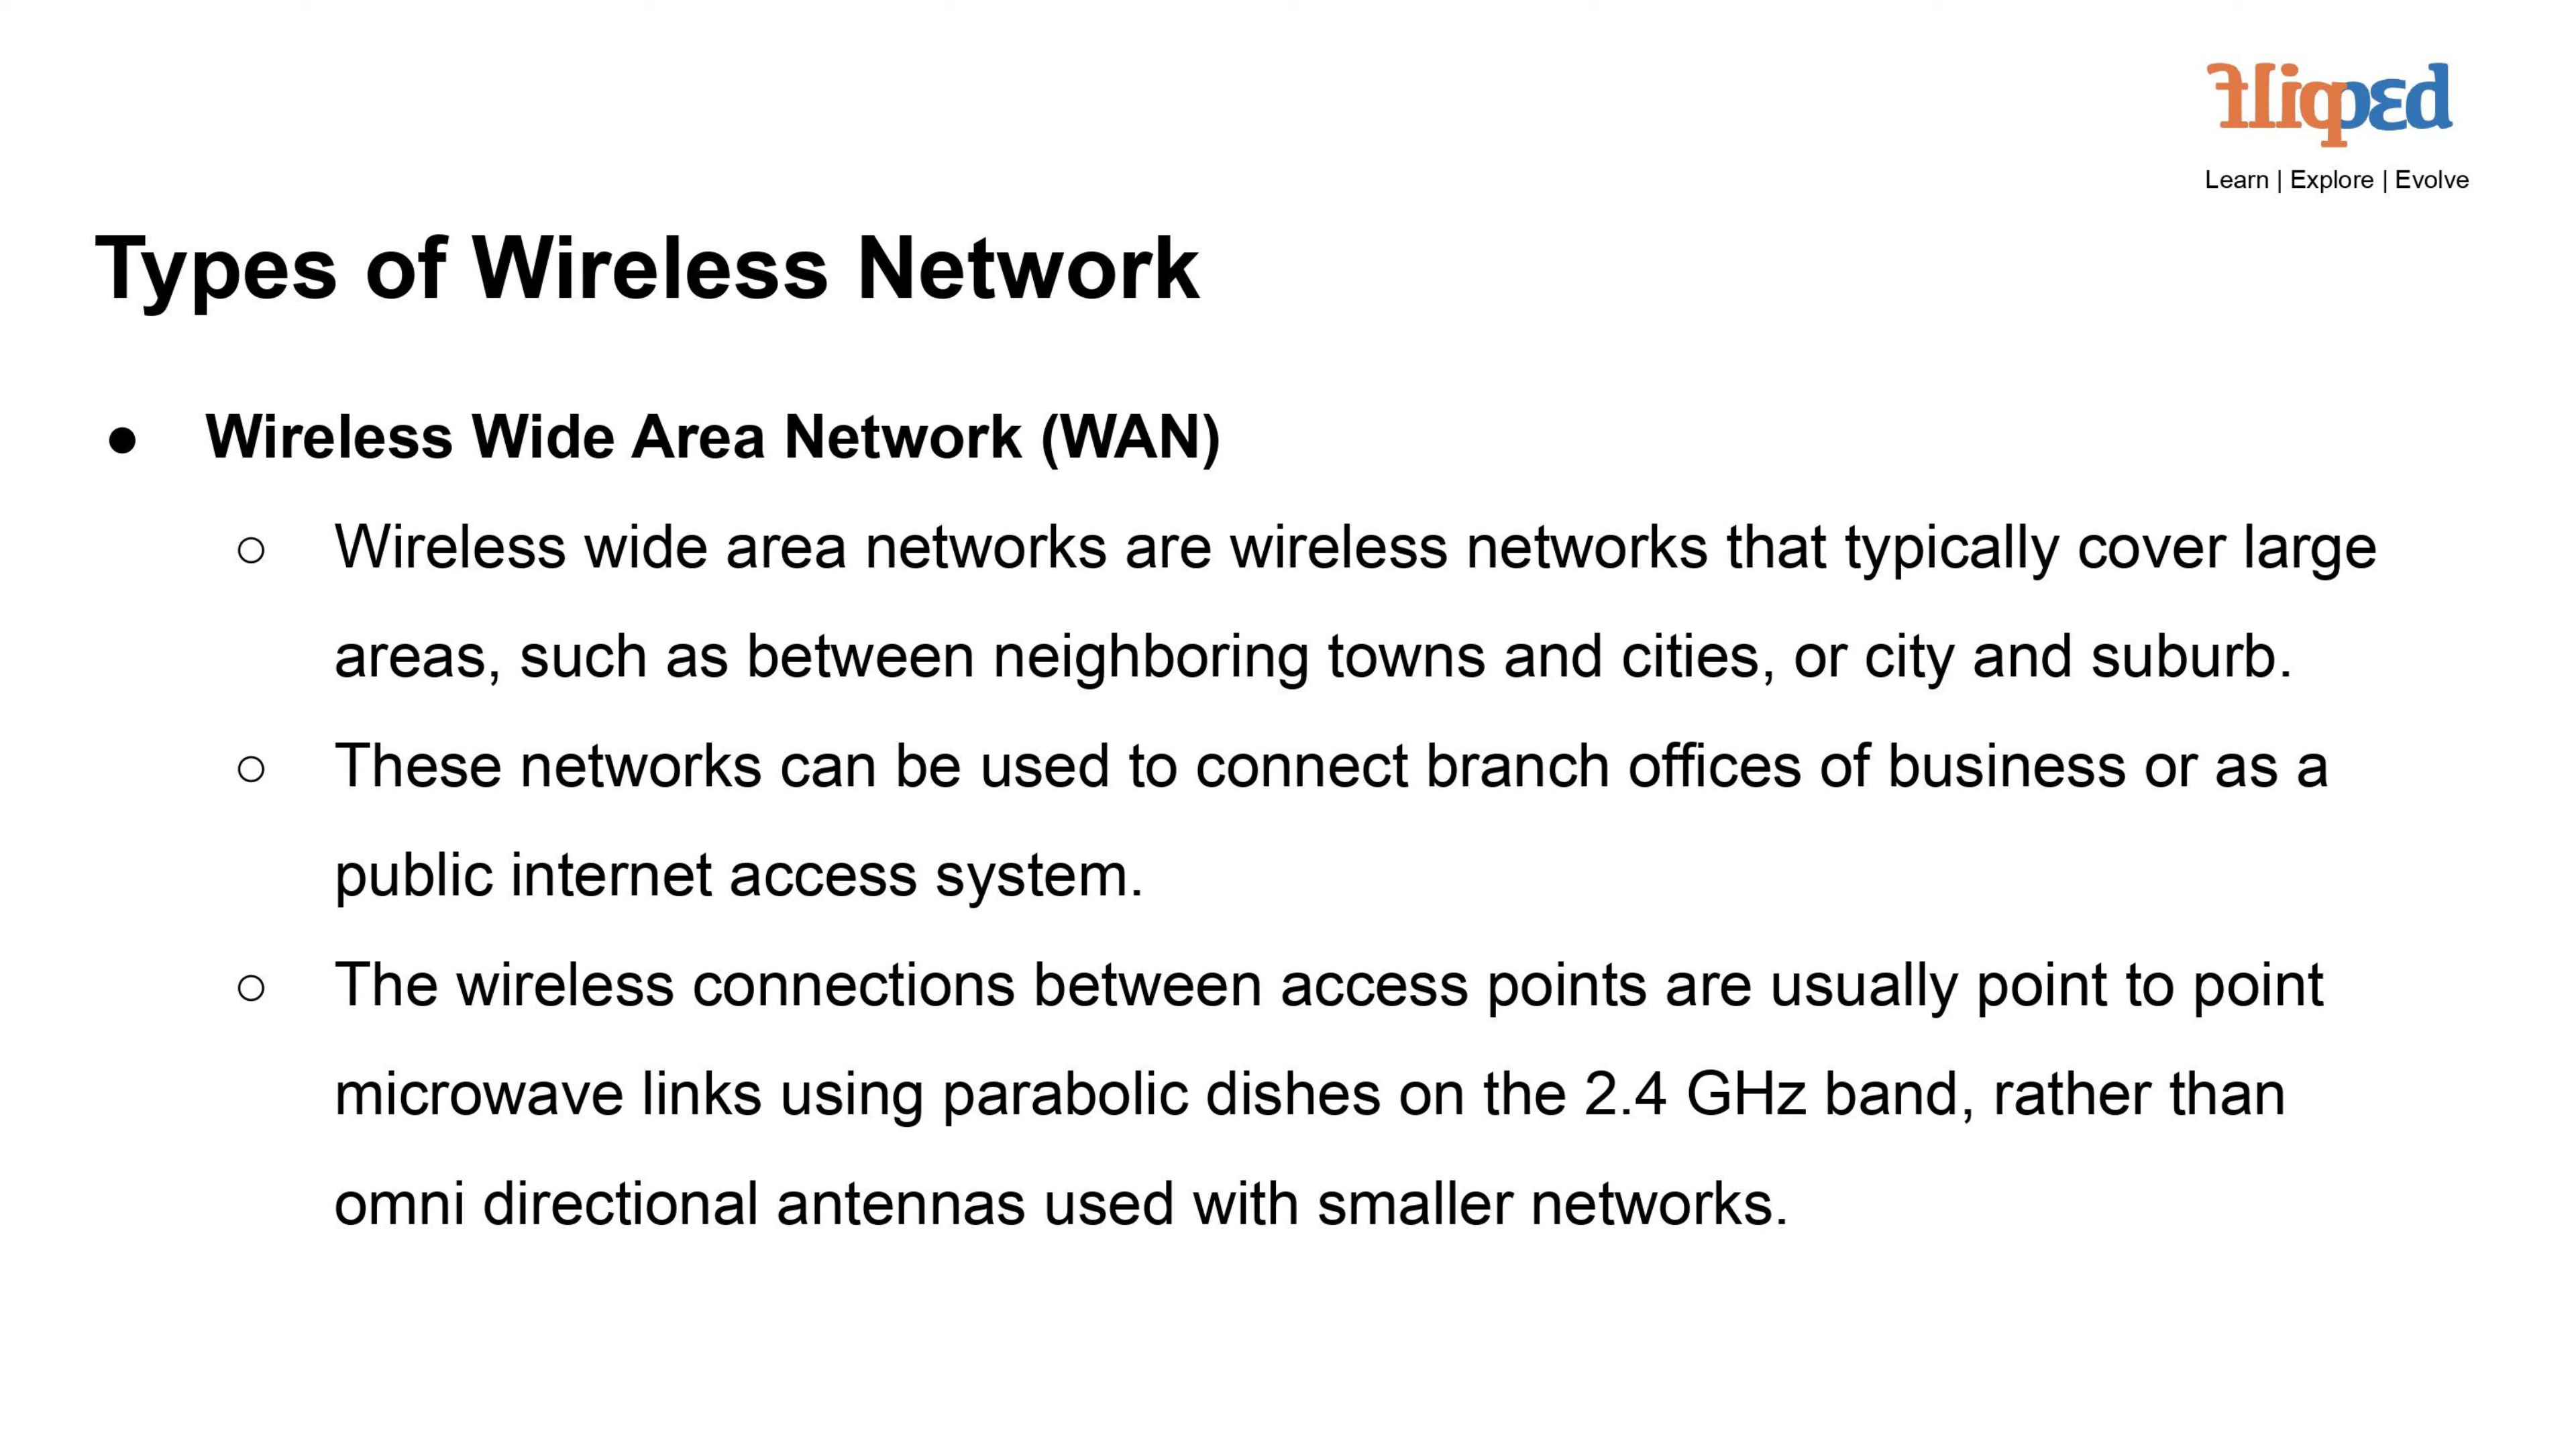 fliqpεd
Learn | Explore | Evolve
Types of Wireless Network
● Wireless Wide Area Network (WAN)
○ Wireless wide area networks are wireless networks that typically cover large
areas, such as between neighboring towns and cities, or city and suburb.
○ These networks can be used to connect branch offices of business or as a
public internet access system.
○ The wireless connections between access points are usually point to point
microwave links using parabolic dishes on the 2.4 GHz band, rather than
omni directional antennas used with smaller networks.